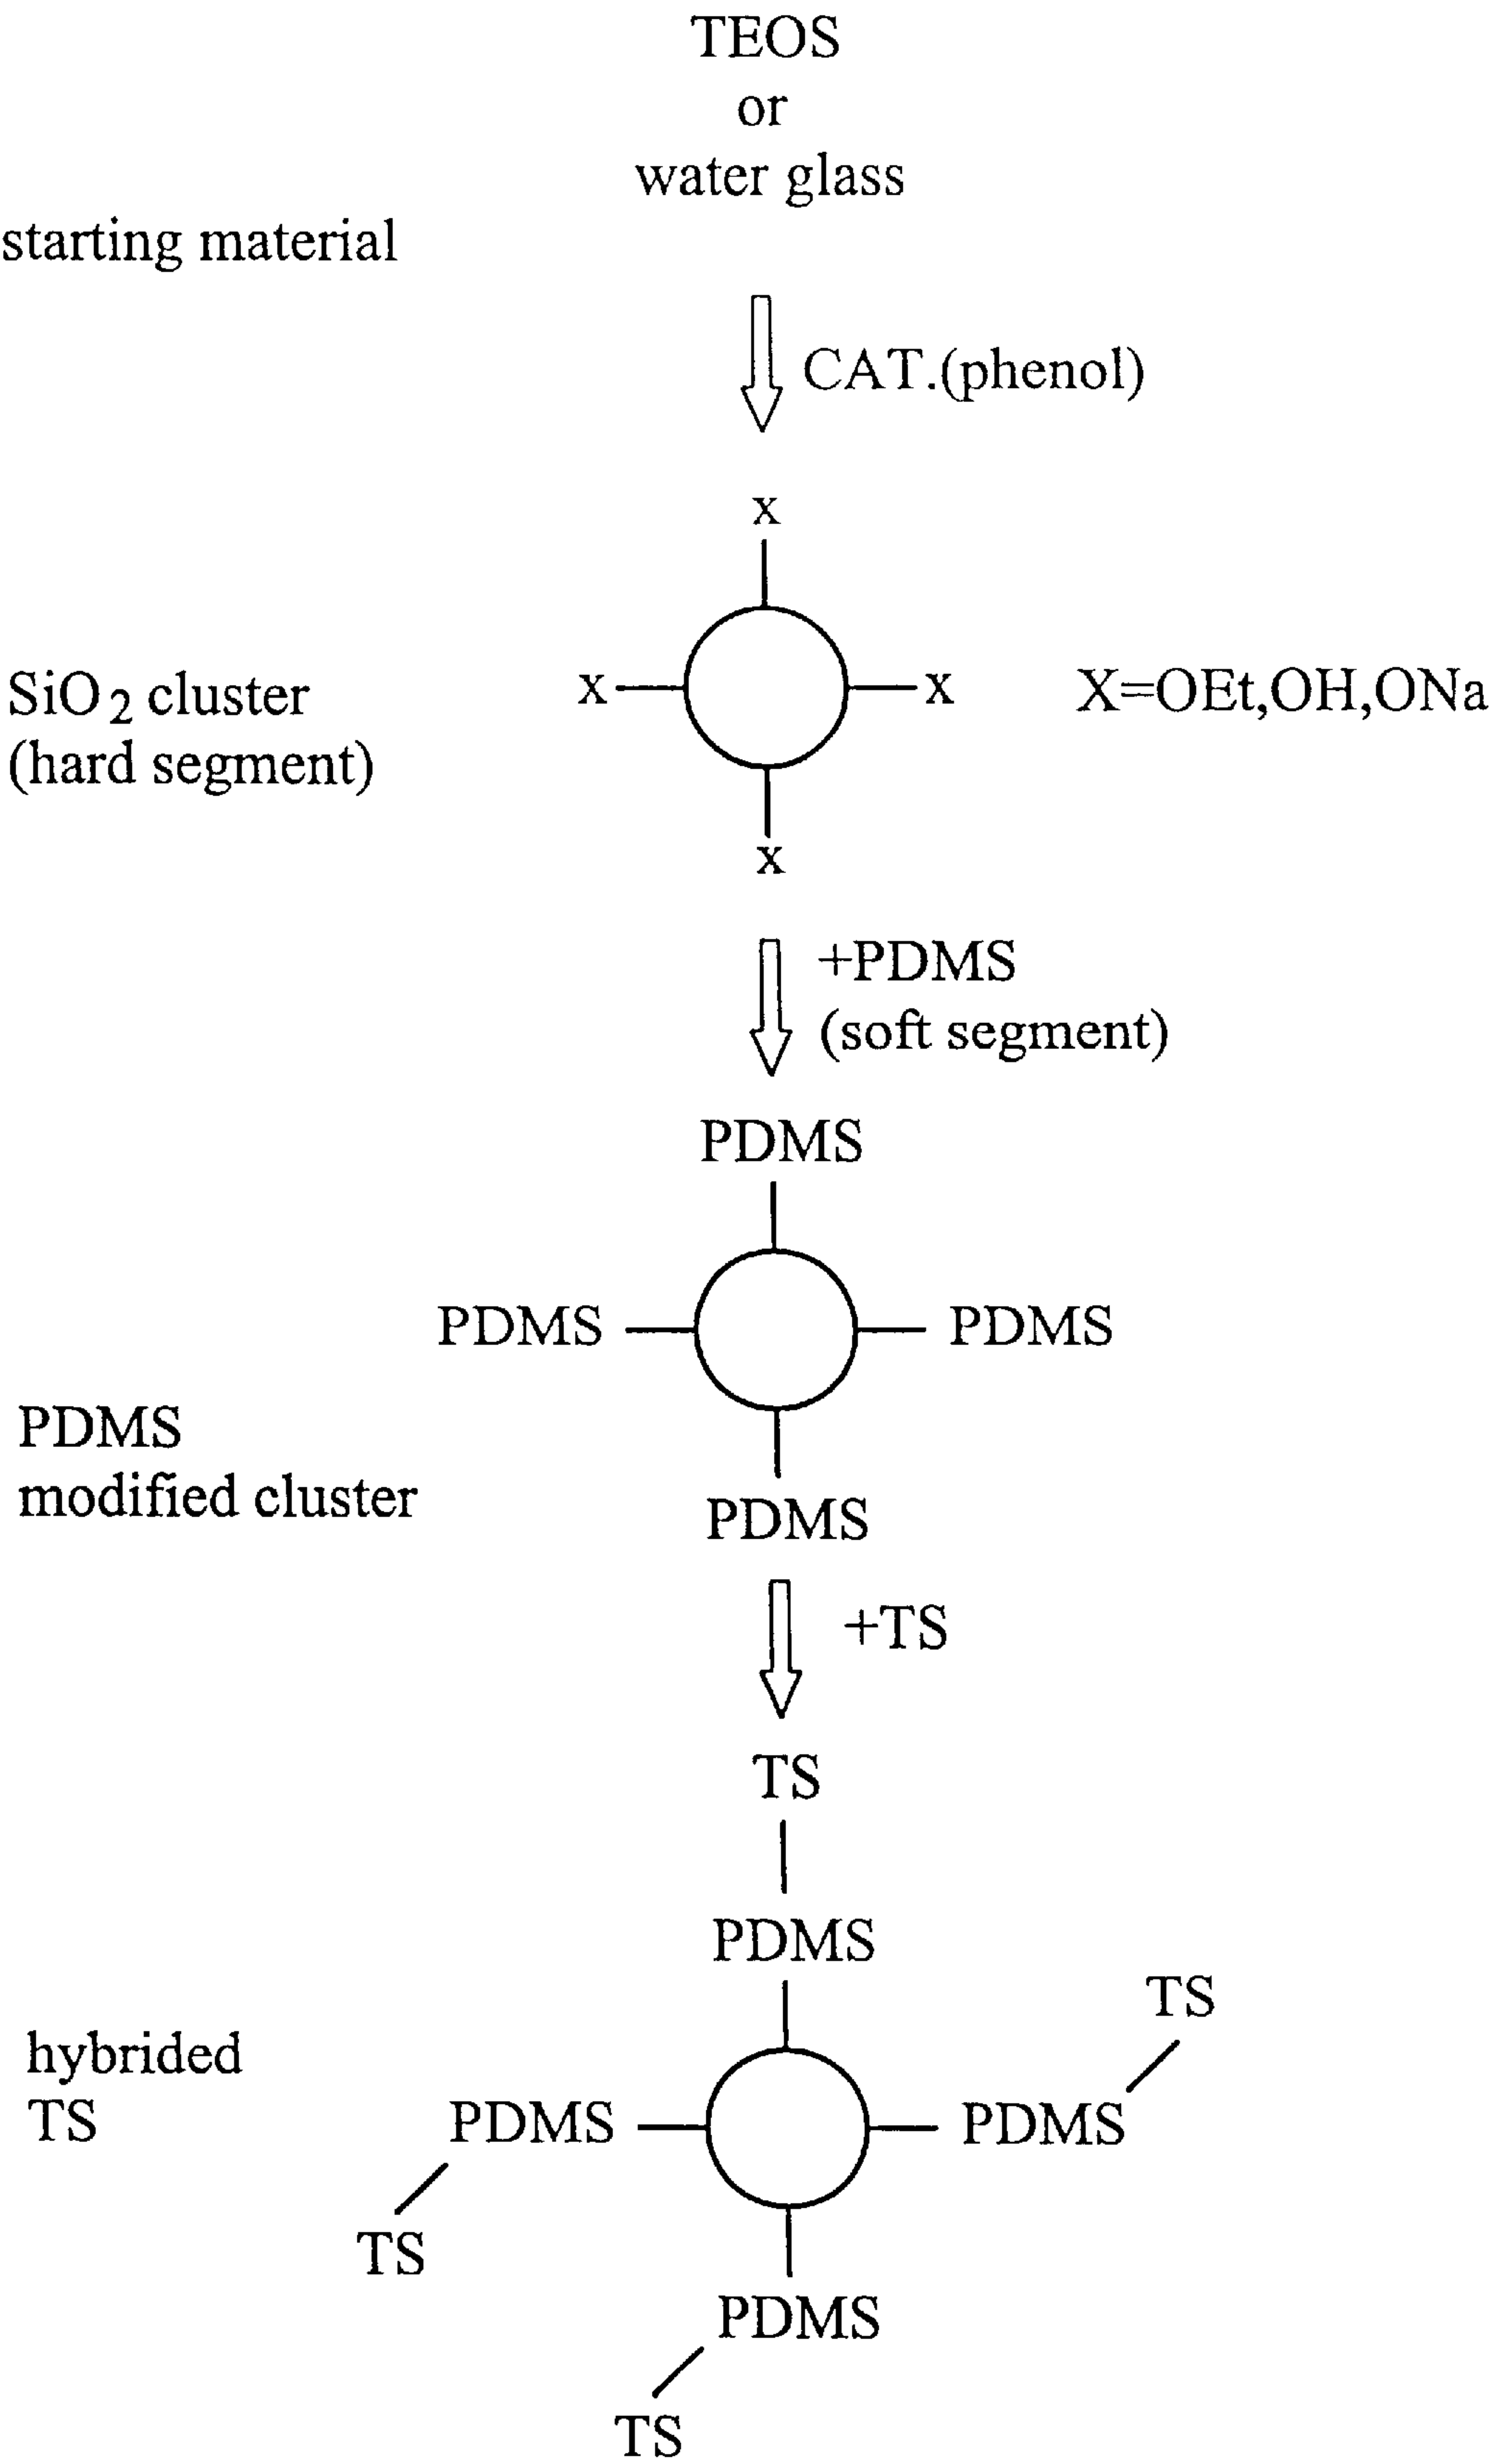 TEOS
or
water glass
starting material
CAT.(phenol)
x
x
x
X=OEt,OH,ONa
SiO2 cluster
(hard segment)
x
+PDMS
(soft segment)
PDMS
PDMS
PDMS
PDMS
modified cluster
PDMS
+TS
TS
PDMS
TS
hybrided
TS
PDMS
PDMS
TS
PDMS
TS